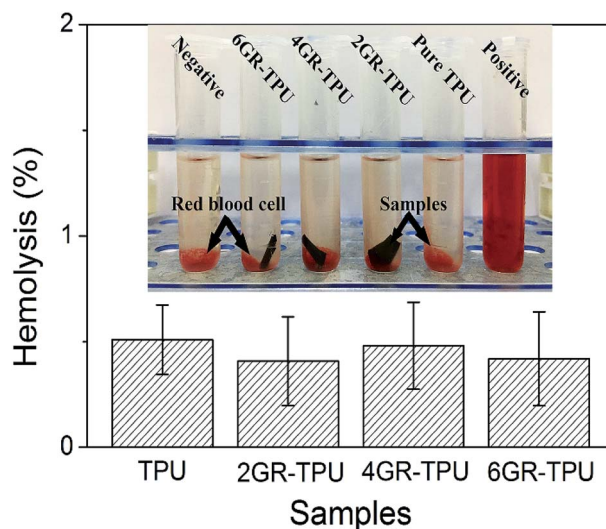 2
Negative 6GR-TPU 4GR-TPU 2GR-TPU Pure TPU Positive
Red blood cell Samples
1
0
Hemolysis (%)
TPU 2GR-TPU 4GR-TPU 6GR-TPU
Samples